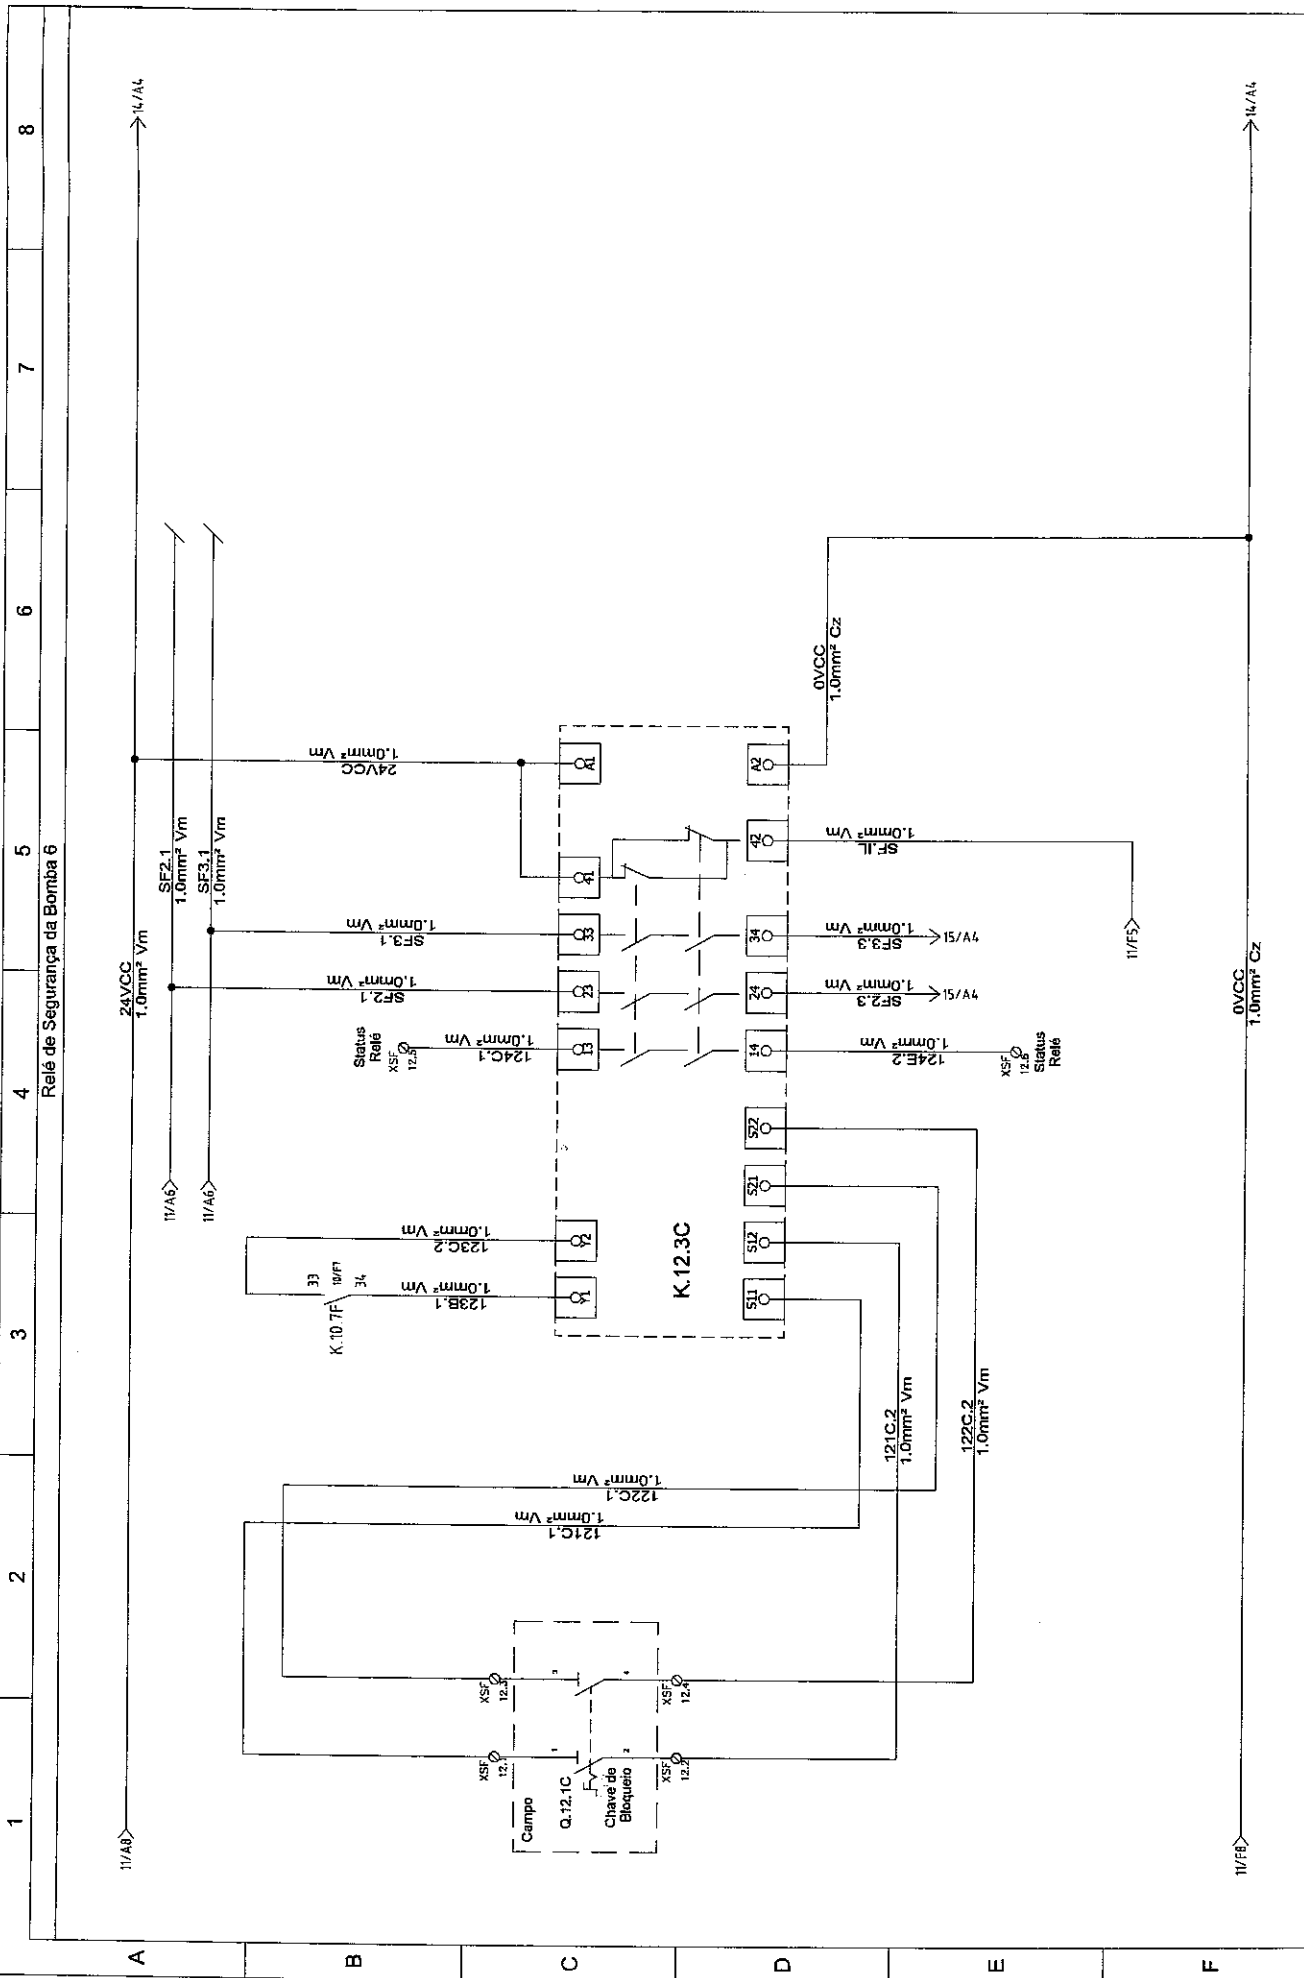 1 2 3 4 5 6 7 8
Relé de Segurança da Bomba 6
A
B
C
D
E
F
11/A8
24VCC
1.0mm² Vm
14/A4
11/A6
SF2.1
1.0mm² Vm
11/A6
SF3.1
1.0mm² Vm
K.10.7F
33
10/F7
34
123B.1
1.0mm² Vm
123C.2
1.0mm² Vm
Status
Relé
XSF
12.5
124C.1
1.0mm² Vm
SF2.1
1.0mm² Vm
SF3.1
1.0mm² Vm
24VCC
1.0mm² Vm
121C.1
1.0mm² Vm
122C.1
1.0mm² Vm
XSF
12.1
XSF
12.3
Campo
Q.12.1C
Chave de
Bloqueio
1
2
3
4
XSF
12.2
XSF
12.4
Y1
Y2
13
23
33
41
A1
K.12.3C
S11
S12
S21
S22
14
24
34
42
A2
121C.2
1.0mm² Vm
122C.2
1.0mm² Vm
124E.2
1.0mm² Vm
XSF
12.6
Status
Relé
SF2.3
1.0mm² Vm
15/A4
SF3.3
1.0mm² Vm
15/A4
SF.IL
1.0mm² Vm
11/F5
0VCC
1.0mm² Cz
11/F8
0VCC
1.0mm² Cz
14/A4